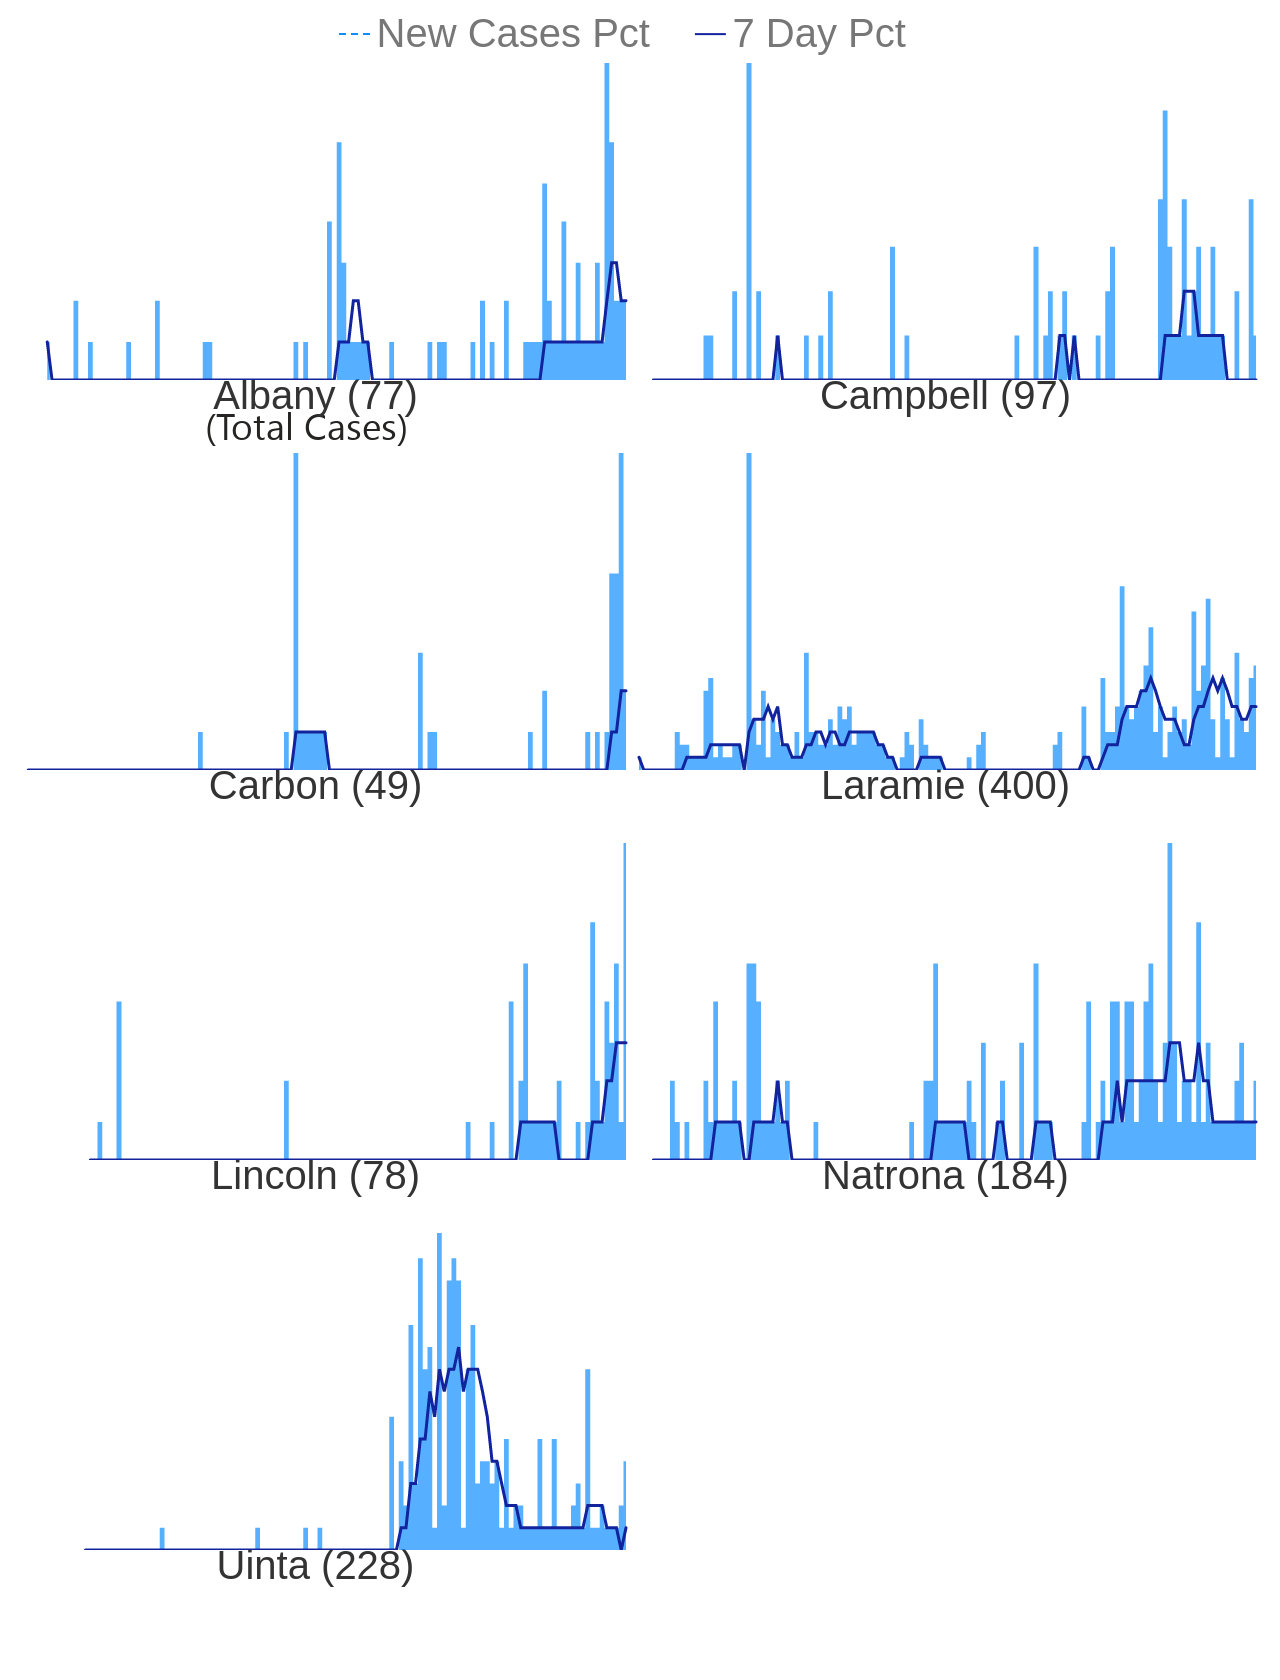 New Cases Pct 7 Day Pct
Albany (77) Campbell (97)
(Total Cases)
Carbon (49) Laramie (400)
Lincoln (78) Natrona (184)
Uinta (228)